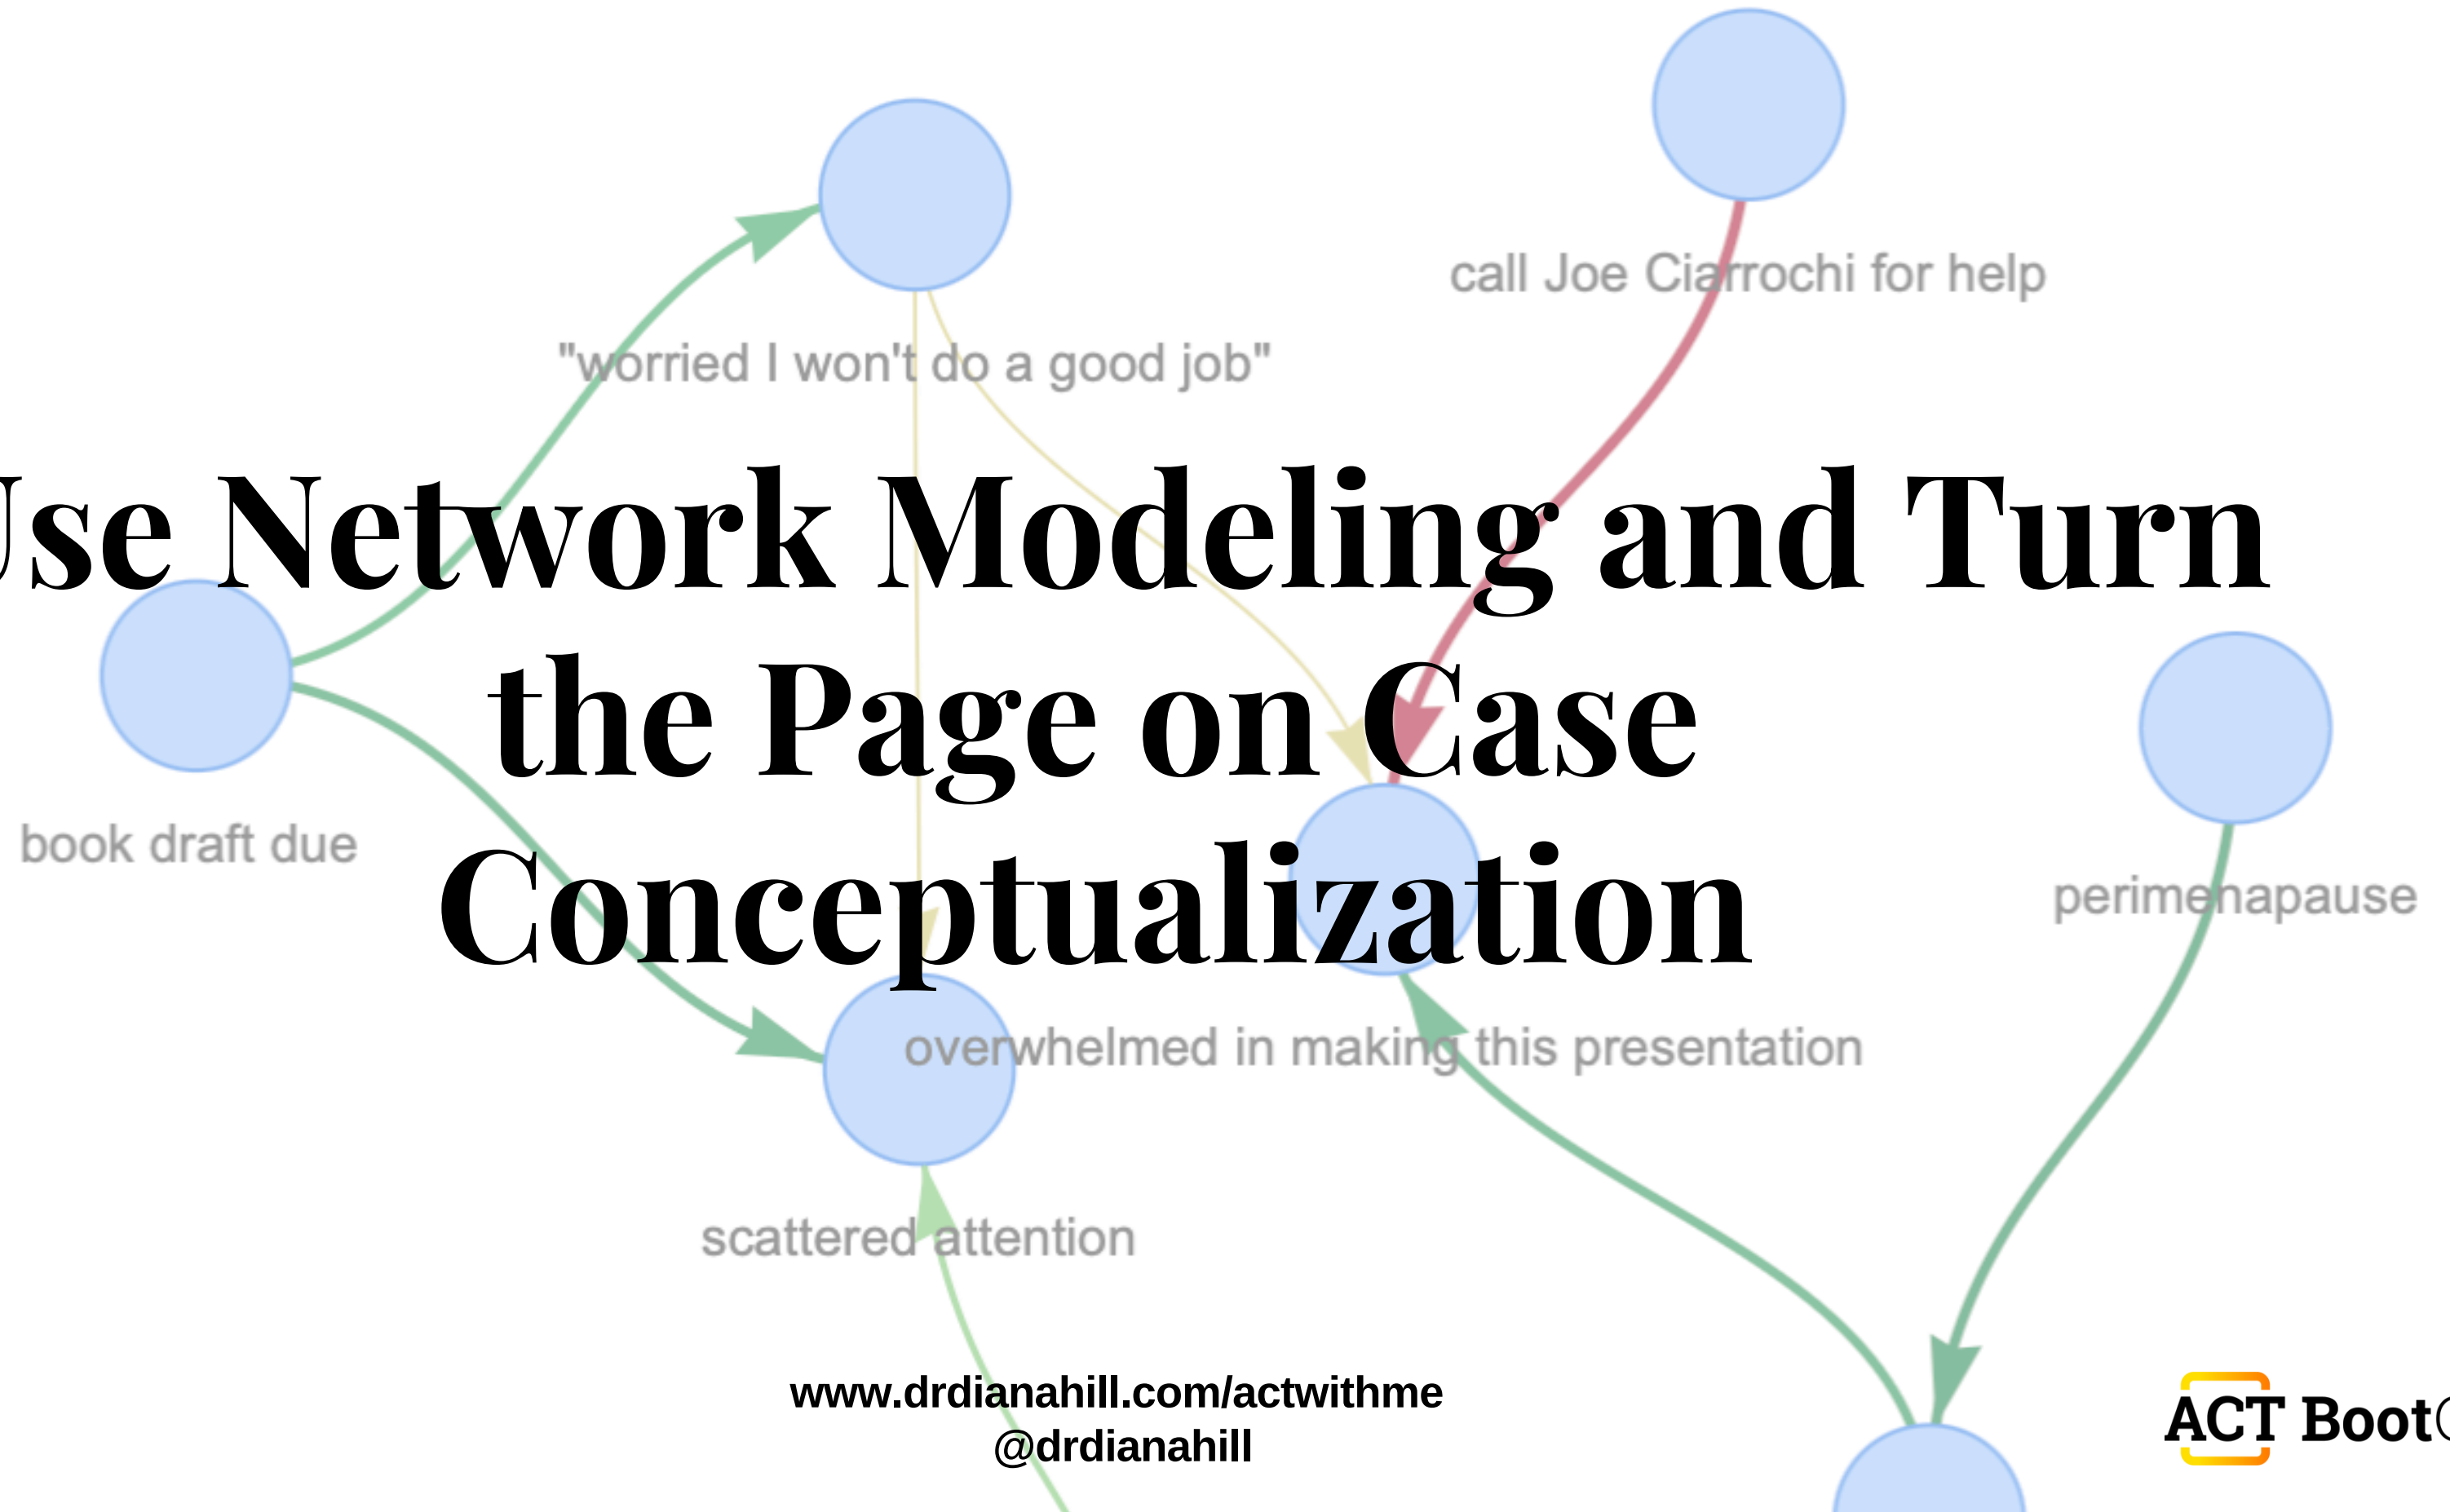 call Joe Ciarrochi for help
"worried I won't do a good job"
Use Network Modeling and Turn
the Page on Case
Conceptualization
book draft due
perimenapause
overwhelmed in making this presentation
scattered attention
www.drdianahill.com/actwithme
@drdianahill
ACT Boot